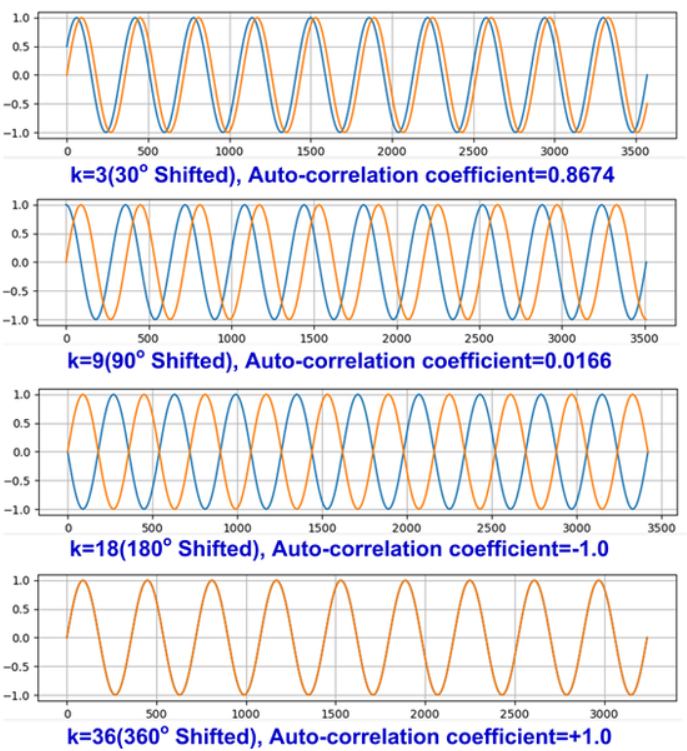 1.0
0.5
0.0
−0.5
−1.0
0 500 1000 1500 2000 2500 3000 3500
k=3(30° Shifted), Auto-correlation coefficient=0.8674
1.0
0.5
0.0
−0.5
−1.0
0 500 1000 1500 2000 2500 3000 3500
k=9(90° Shifted), Auto-correlation coefficient=0.0166
1.0
0.5
0.0
−0.5
−1.0
0 500 1000 1500 2000 2500 3000 3500
k=18(180° Shifted), Auto-correlation coefficient=-1.0
1.0
0.5
0.0
−0.5
−1.0
0 500 1000 1500 2000 2500 3000
k=36(360° Shifted), Auto-correlation coefficient=+1.0